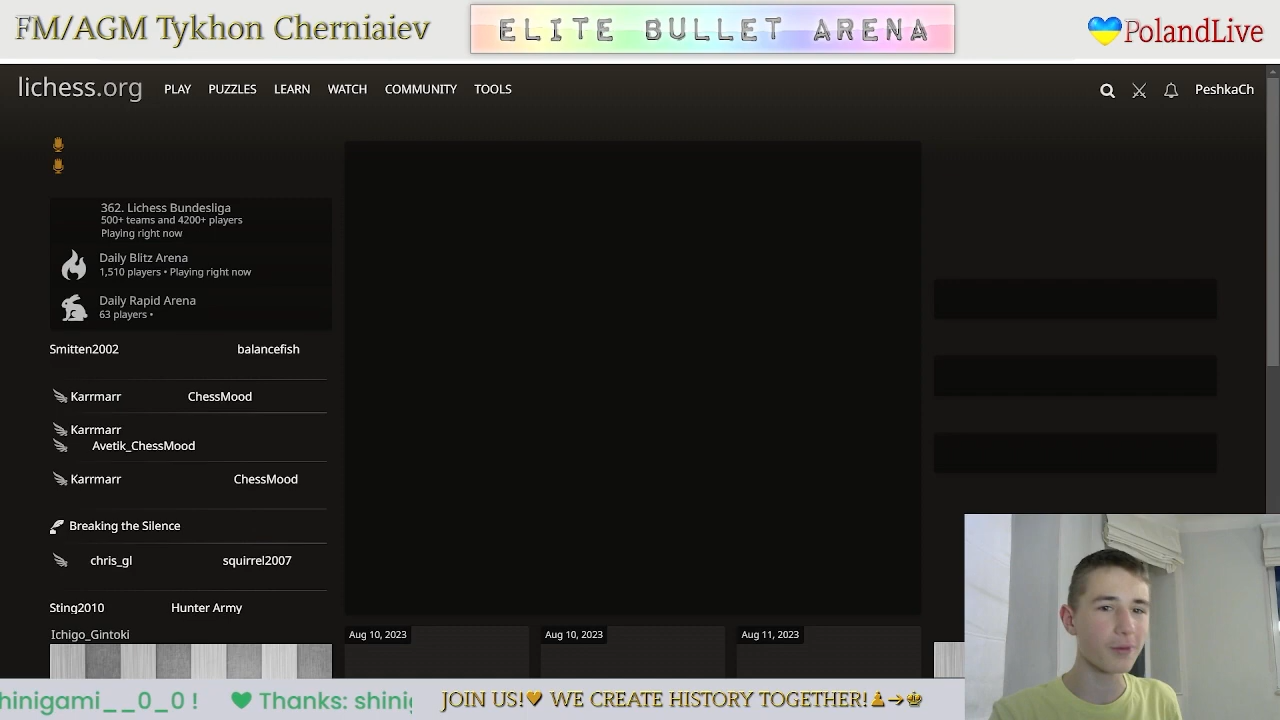 FM/AGM Tykhon Cherniaiev
ELITE BULLET ARENA
PolandLive
lichess.org
PLAY PUZZLES LEARN WATCH COMMUNITY TOOLS
PeshkaCh
362. Lichess Bundesliga
500+ teams and 4200+ players
Playing right now
Daily Blitz Arena
1,510 players • Playing right now
Daily Rapid Arena
63 players •
Smitten2002 balancefish
Karrmarr ChessMood
Karrmarr
Avetik_ChessMood
Karrmarr ChessMood
Breaking the Silence
chris_gl squirrel2007
Sting2010 Hunter Army
Ichigo_Gintoki
Aug 10, 2023 Aug 10, 2023 Aug 11, 2023
hinigami__0_0 ! ♥ Thanks: shinig
JOIN US!🧡 WE CREATE HISTORY TOGETHER!♟→♚